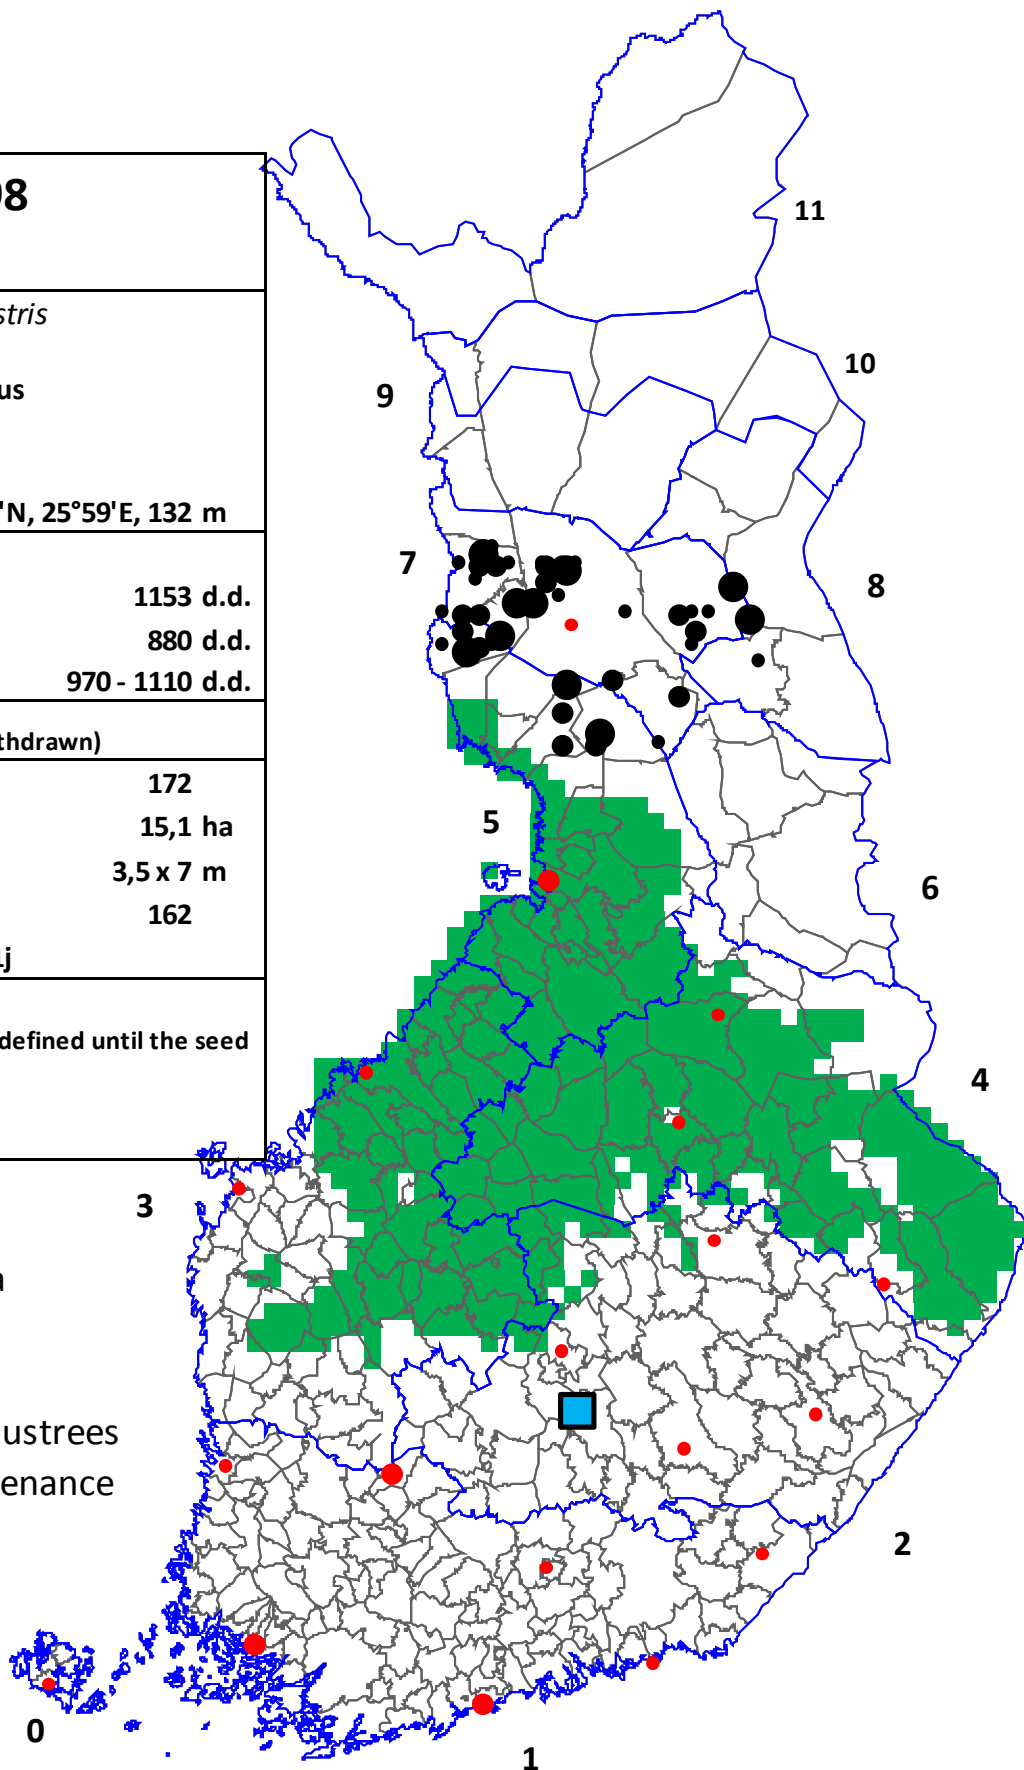 98
stris
us
'N, 25°59'E, 132 m
1153 d.d.
880 d.d.
970 - 1110 d.d.
thdrawn)
172
15,1 ha
3,5 x 7 m
162
j
defined until the seed
a
ustrees
enance
11
10
9
8
7
6
5
4
3
2
1
0